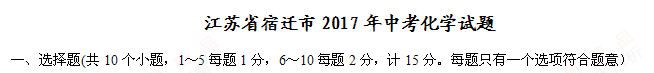 江苏省宿迁市 2017 年中考化学试题
一、选择题(共 10 个小题，1～5 每题 1 分，6～10 每题 2 分，计 15 分。每题只有一个选项符合题意）